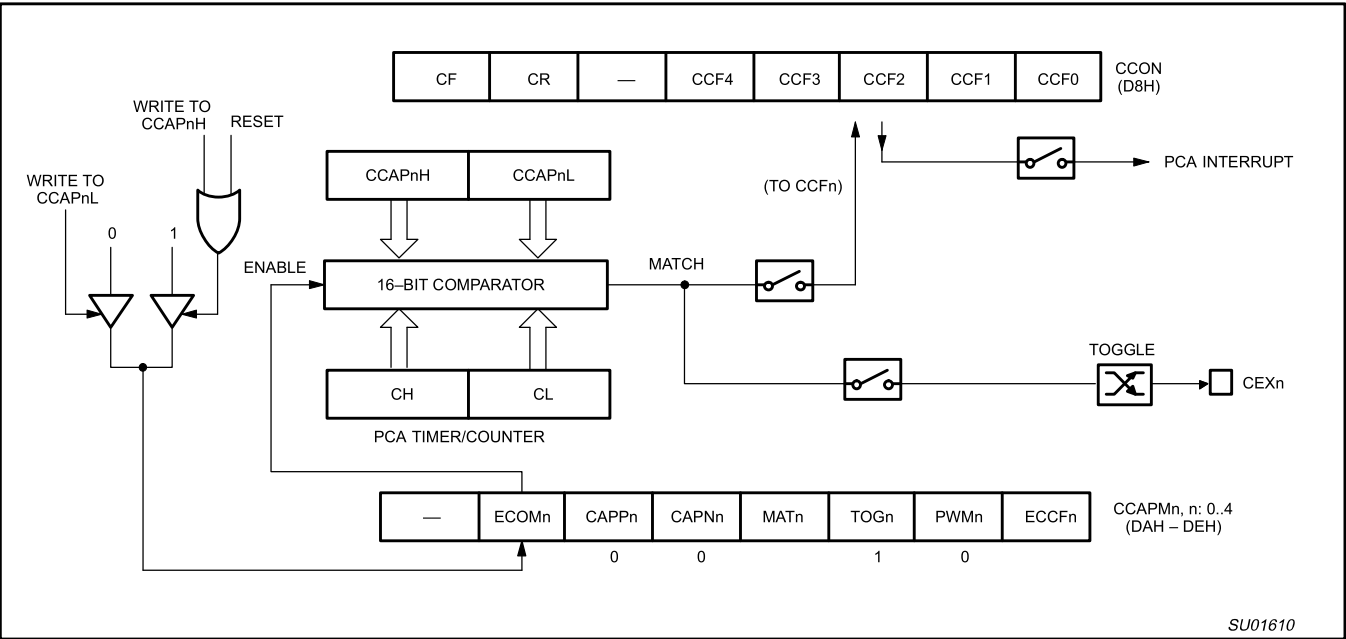 CF CR — CCF4 CCF3 CCF2 CCF1 CCF0
CCON
(D8H)
WRITE TO
CCAPnH
RESET
WRITE TO
CCAPnL
0
1
CCAPnH CCAPnL
(TO CCFn)
PCA INTERRUPT
ENABLE
16–BIT COMPARATOR
MATCH
CH CL
PCA TIMER/COUNTER
TOGGLE
CEXn
— ECOMn CAPPn CAPNn MATn TOGn PWMn ECCFn
CCAPMn, n: 0..4
(DAH – DEH)
0 0 1 0
SU01610